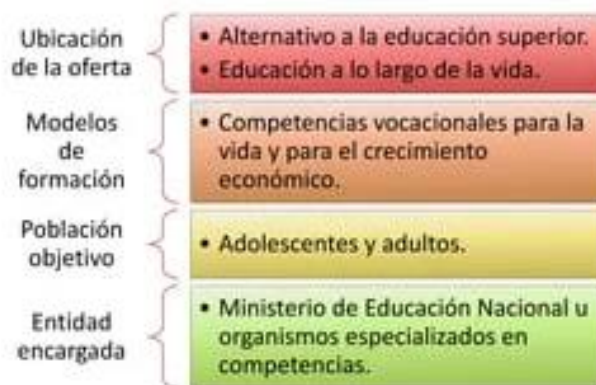 Ubicación
de la oferta
• Alternativo a la educación superior.
• Educación a lo largo de la vida.
Modelos
de
formación
• Competencias vocacionales para la
vida y para el crecimiento
económico.
Población
objetivo
• Adolescentes y adultos.
Entidad
encargada
• Ministerio de Educación Nacional u
organismos especializados en
competencias.